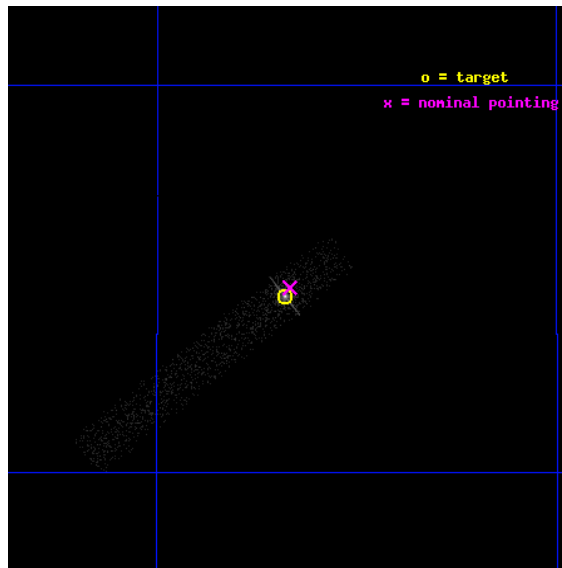 o = target
x = nominal pointing